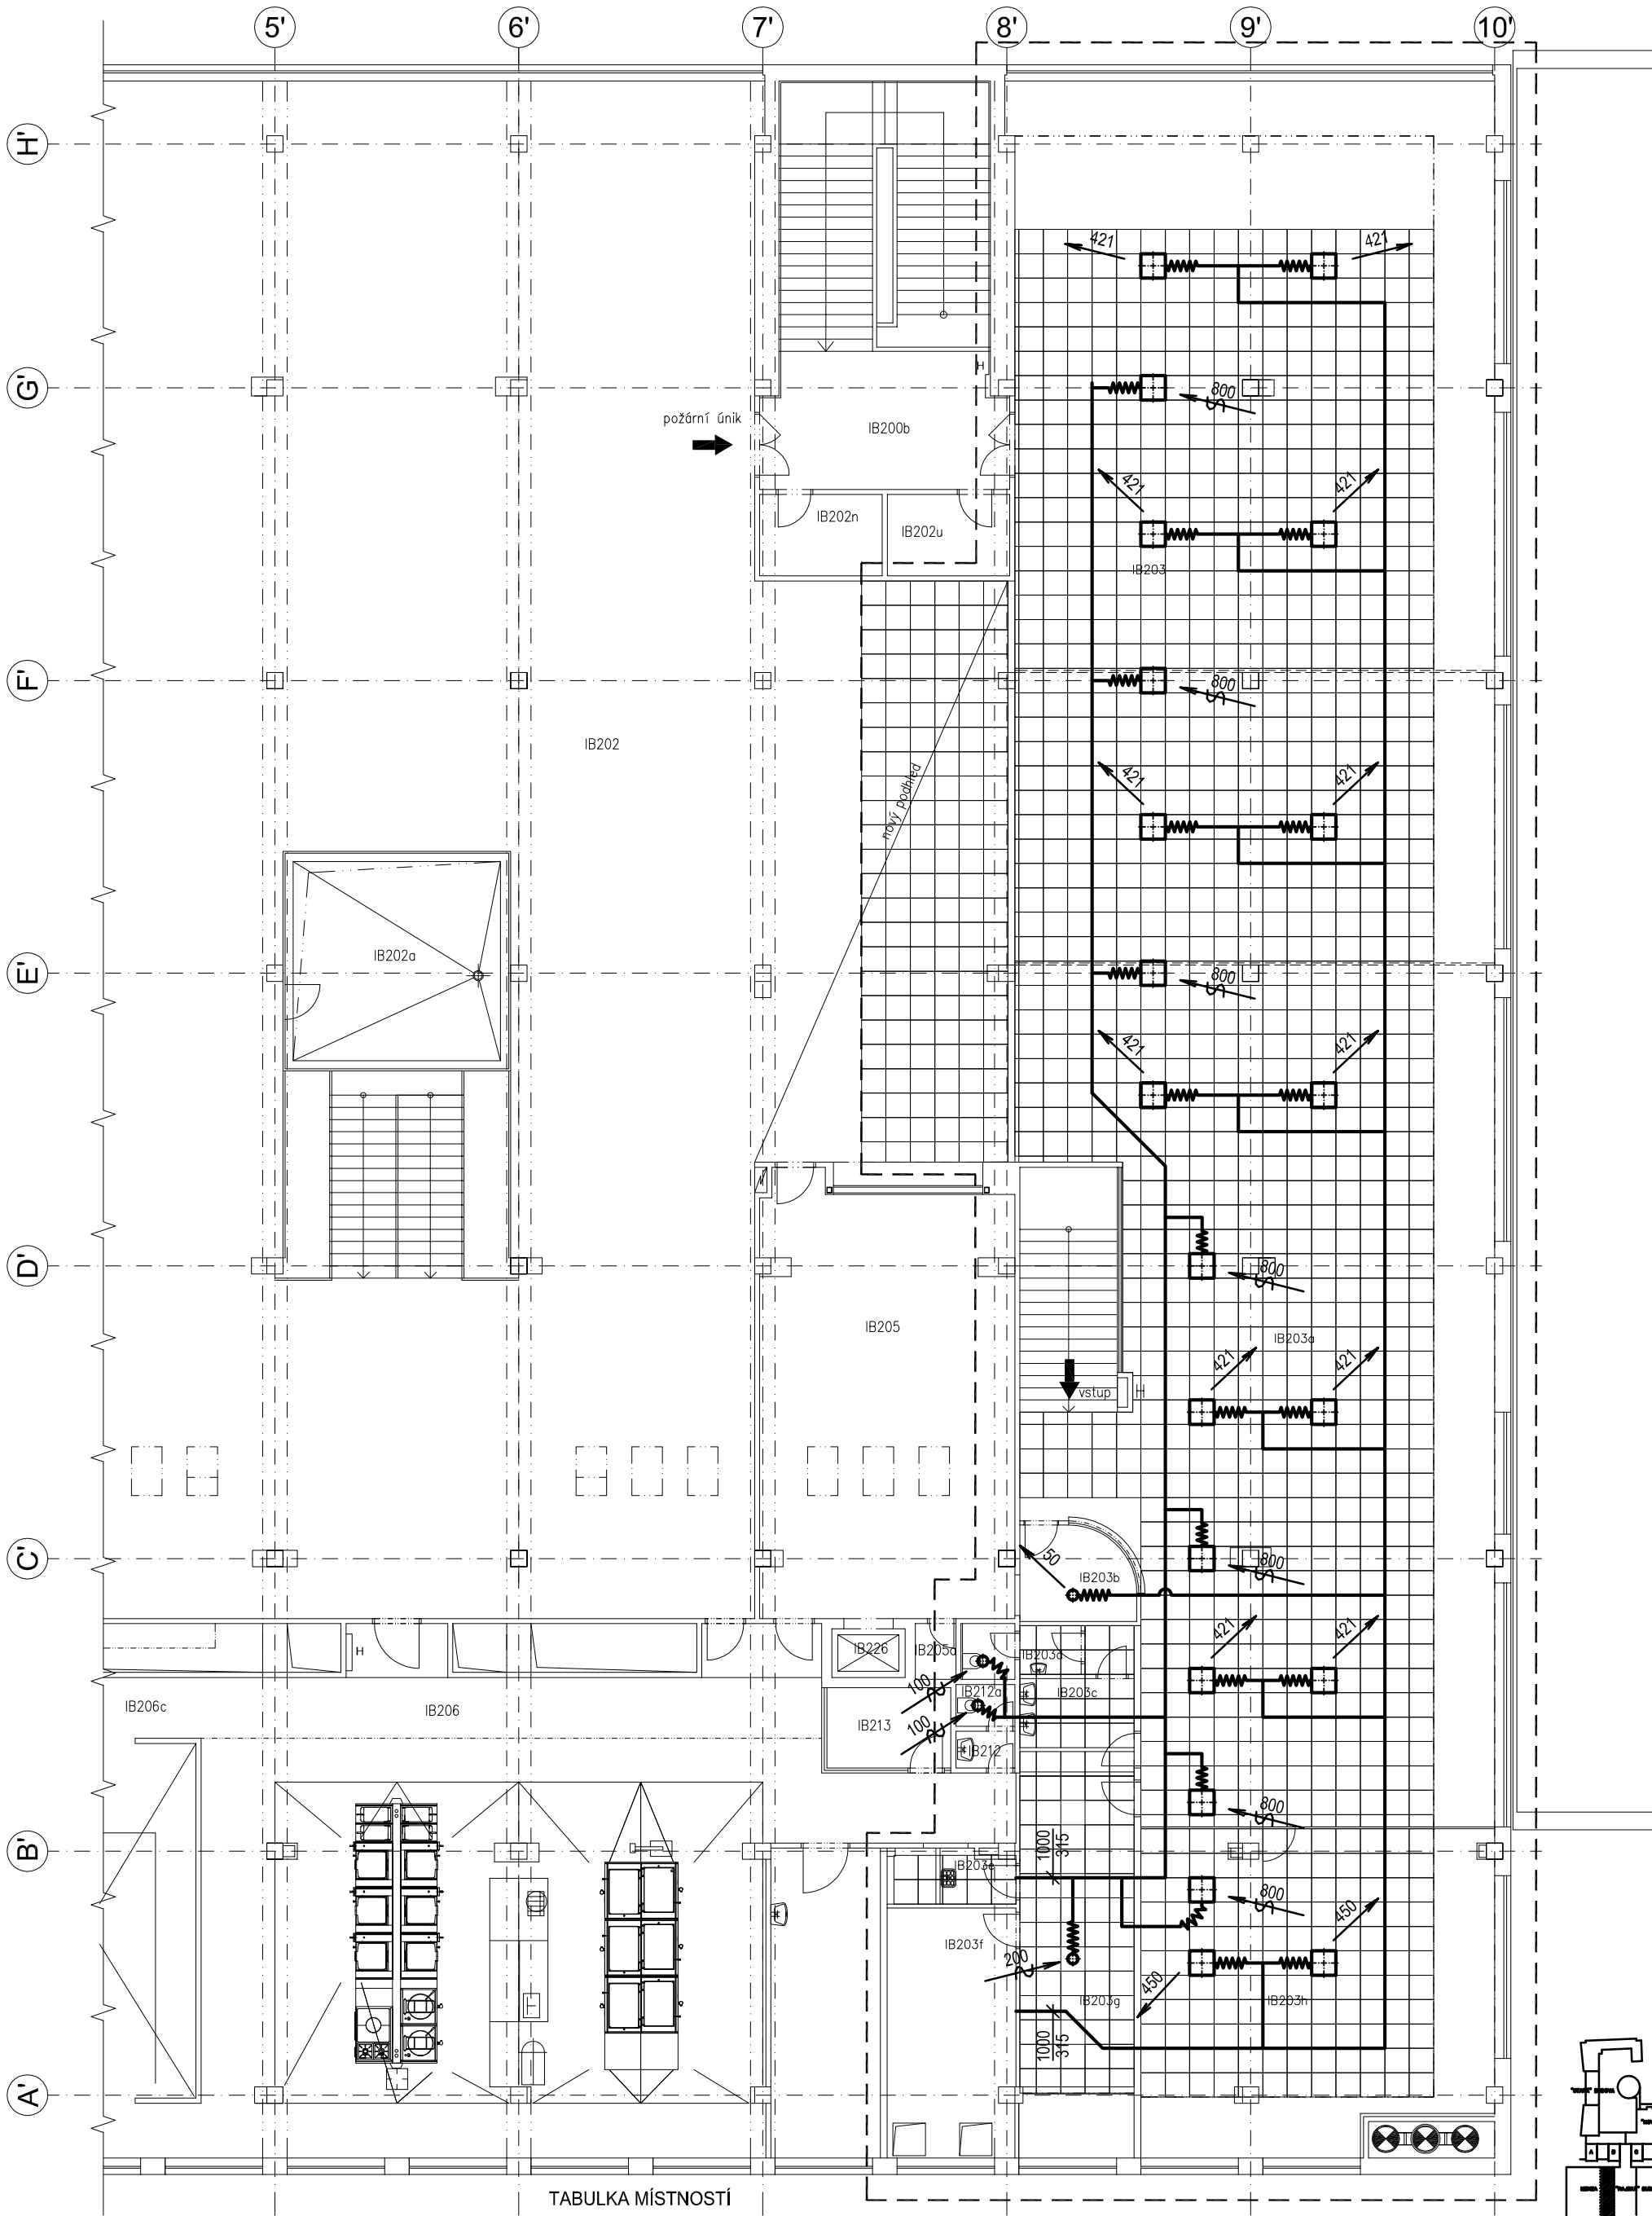 5' 6' 7' 8' 9' 10'
H'
421 421
G'
H
800
požární únik
IB200b
421 421
IB202n IB202u
IB203
F'
800
IB202
421 421
nový podhled
E'
IB202a
800
421 421
D'
800
IB205
IB203a
421 421
vstup H
C'
50
800
IB203b
421 421
H
IB226 IB205a IB203d
100 IB212a IB203c
IB206c IB206 IB213 100
IB212
800
B'
1000
315
IB203e
800
450
IB203f
200
450
IB203g IB203h
1000
315
A'
TABULKA MÍSTNOSTÍ